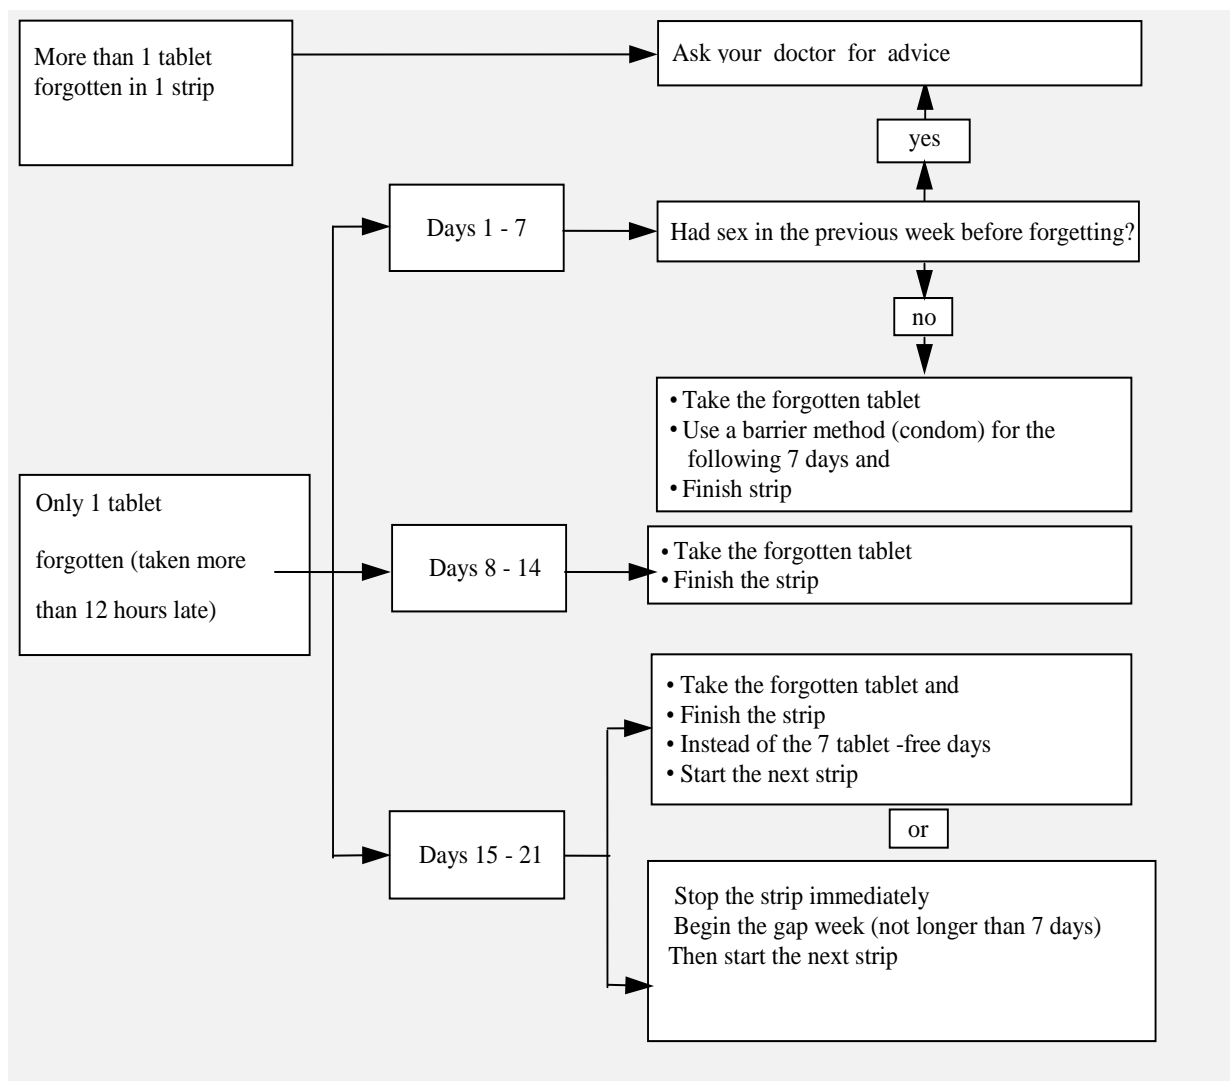 More than 1 tablet
forgotten in 1 strip
Ask your doctor for advice
yes
Days 1 - 7
Had sex in the previous week before forgetting?
no
• Take the forgotten tablet
• Use a barrier method (condom) for the
following 7 days and
• Finish strip
Only 1 tablet
forgotten (taken more
than 12 hours late)
Days 8 - 14
• Take the forgotten tablet
• Finish the strip
• Take the forgotten tablet and
• Finish the strip
• Instead of the 7 tablet -free days
• Start the next strip
or
Days 15 - 21
Stop the strip immediately
Begin the gap week (not longer than 7 days)
Then start the next strip